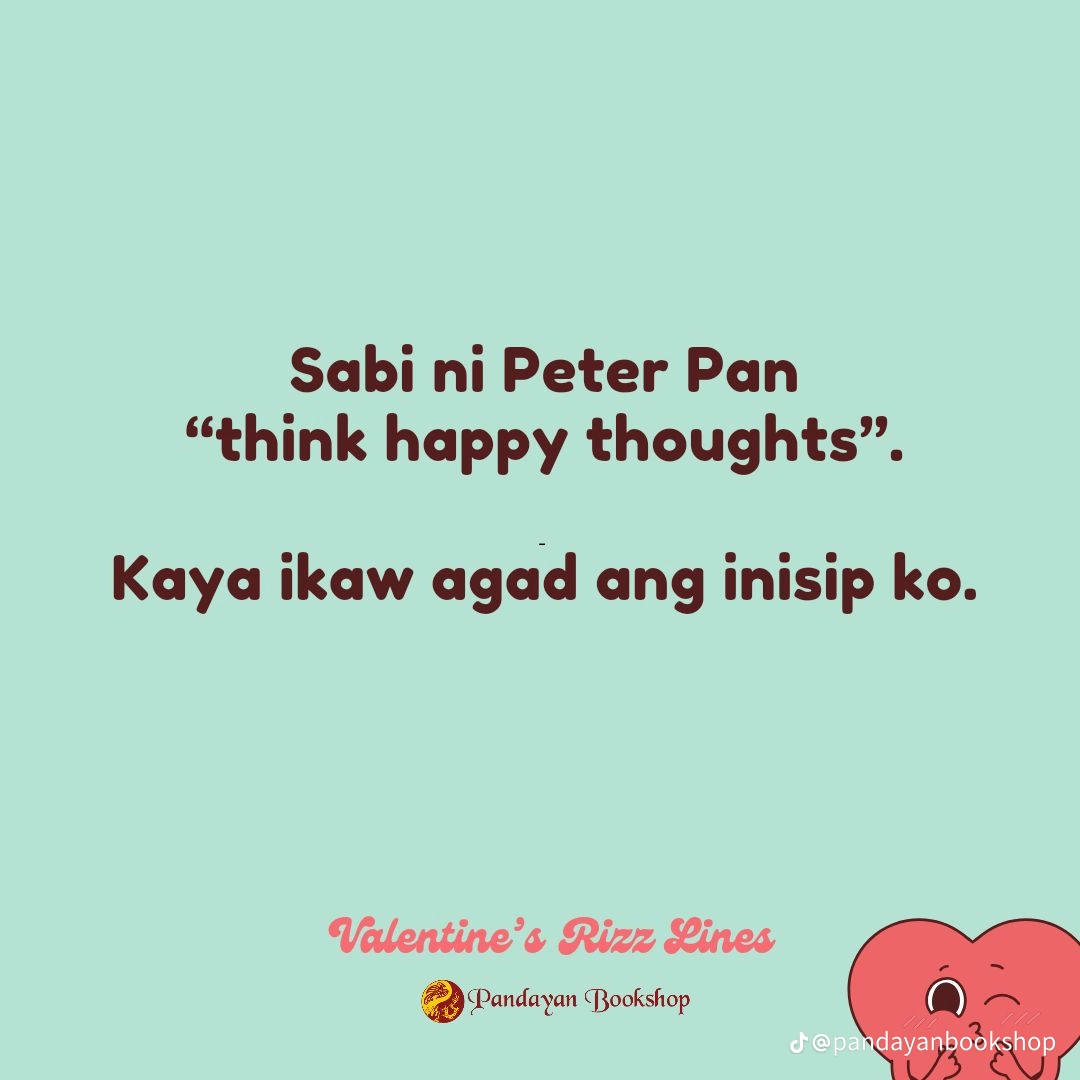 Sabi ni Peter Pan
“think happy thoughts”.
-
Kaya ikaw agad ang inisip ko.
Valentine's Rizz Lines
Pandayan Bookshop
@pandayanbookshop